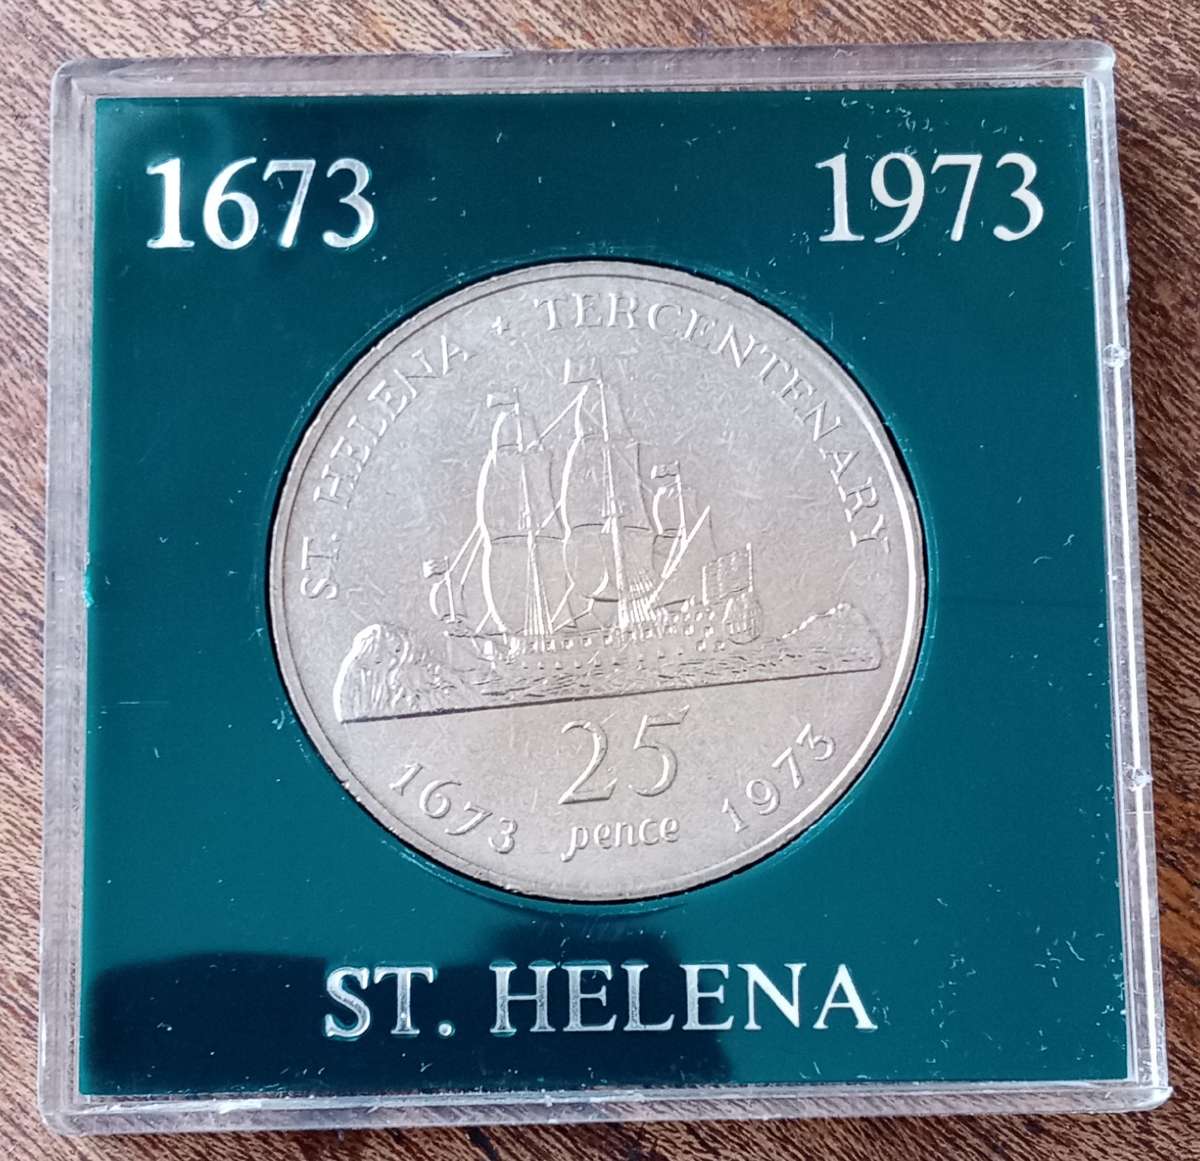 1673 1973
ST. HELENA + TERCENTENARY
25
pence
1673 1973
ST. HELENA